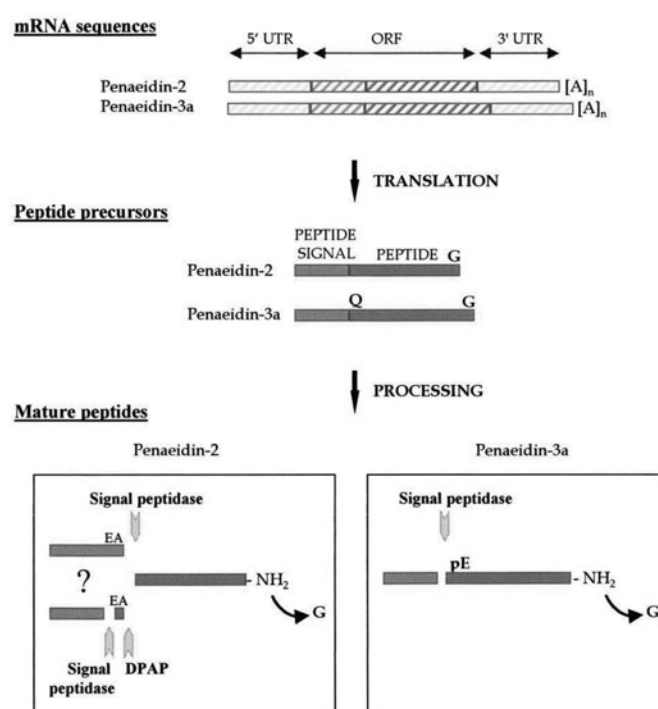 mRNA sequences
5' UTR ORF 3' UTR
Penaeidin-2 [A]n
Penaeidin-3a [A]n
TRANSLATION
Peptide precursors
PEPTIDE
SIGNAL PEPTIDE G
Penaeidin-2
Q G
Penaeidin-3a
PROCESSING
Mature peptides
Penaeidin-2 Penaeidin-3a
Signal peptidase Signal peptidase
EA
pE
? - NH2 - NH2
EA G G
Signal DPAP
peptidase